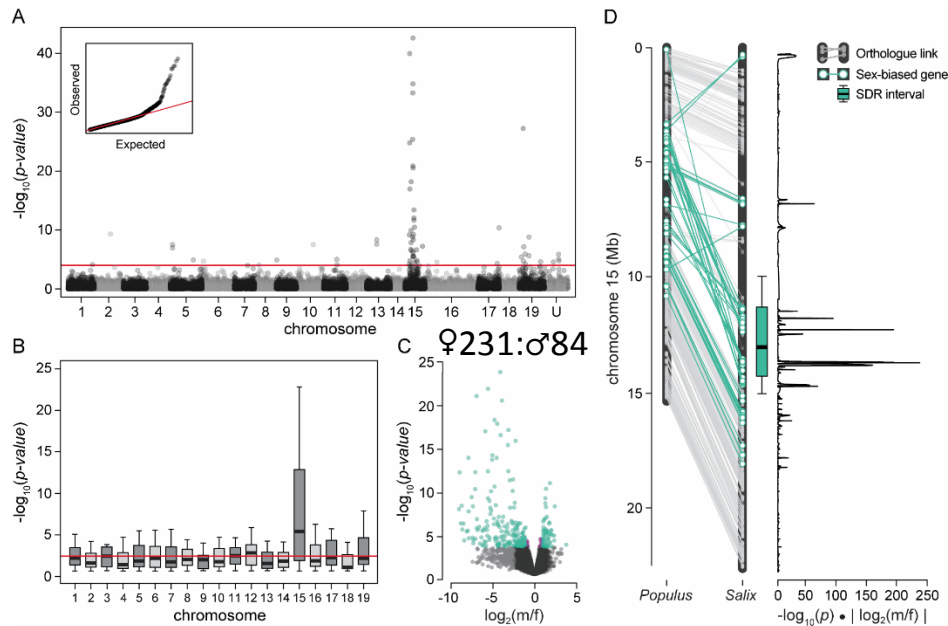 A
40
30
20
10
0
-log10(p-value)
Observed
Expected
1 2 3 4 5 6 7 8 9 10 11 12 13 14 15 16 17 18 19 U
chromosome
B
25
20
15
10
5
0
-log10(p-value)
1 2 3 4 5 6 7 8 9 10 11 12 13 14 15 16 17 18 19
chromosome
♀231:♂84
C
25
20
15
10
5
0
-log10(p-value)
-10 -5 0 5 10
log2(m/f)
D
0
5
10
15
20
chromosome 15 (Mb)
Populus
Salix
Orthologue link
Sex-biased gene
SDR interval
0 50 100 150 200 250
-log10(p) • | log2(m/f) |